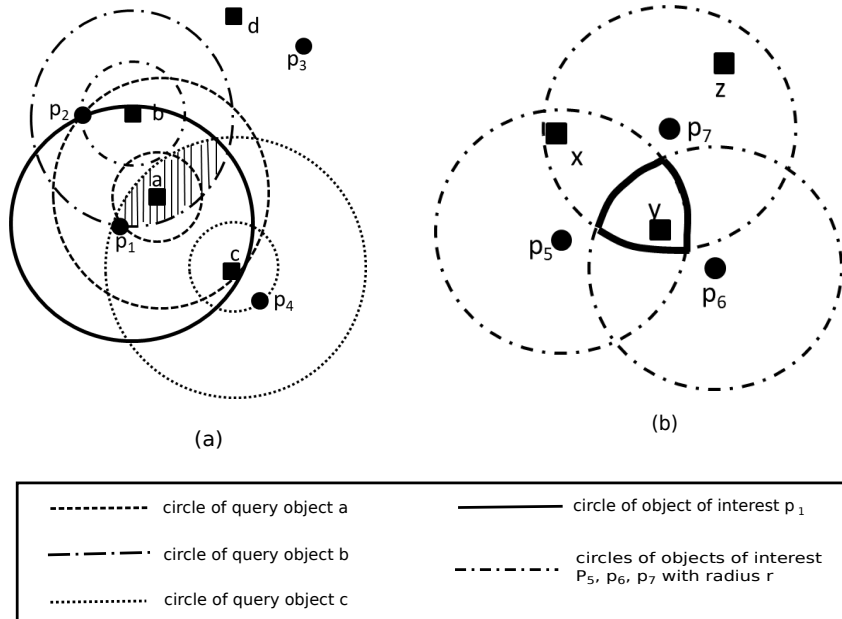 d
p3
p2
b
a
p1
c
p4
(a)
z
x
p7
y
p5
p6
(b)
circle of query object a
circle of object of interest p 1
circle of query object b
circles of objects of interest
P5, p6, p7 with radius r
circle of query object c